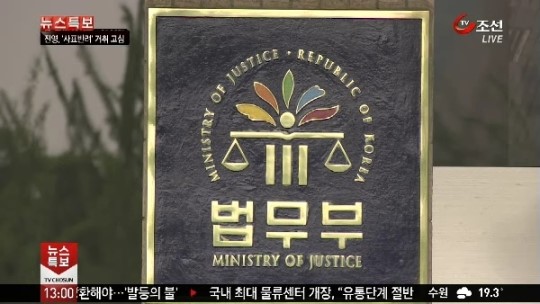 뉴스특보
진영, '사표반려' 거취 고심
TV조선
LIVE
MINISTRY OF JUSTICE · REPUBLIC OF KOREA
법무부
MINISTRY OF JUSTICE
뉴스
특보
TV CHOSUN
13:00 환해야…'발등의 불' ▶ 국내 최대 물류센터 개장, "유통단계 절반 수원 19.3°